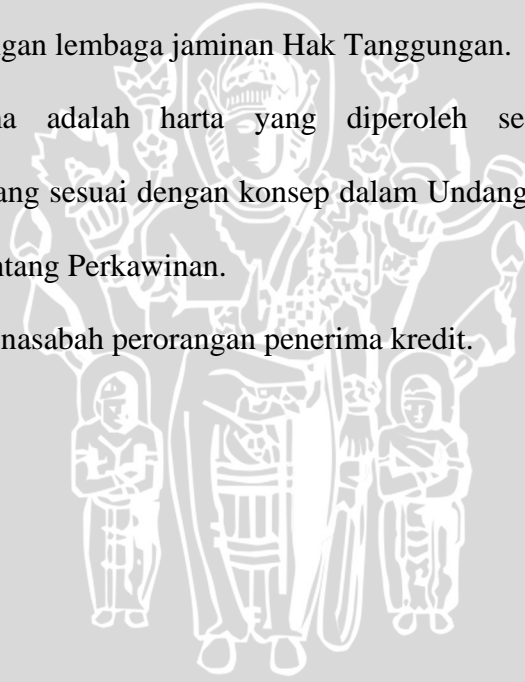 ngan lembaga jaminan Hak Tanggungan.
na adalah harta yang diperoleh se
ang sesuai dengan konsep dalam Undang
ntang Perkawinan.
nasabah perorangan penerima kredit.